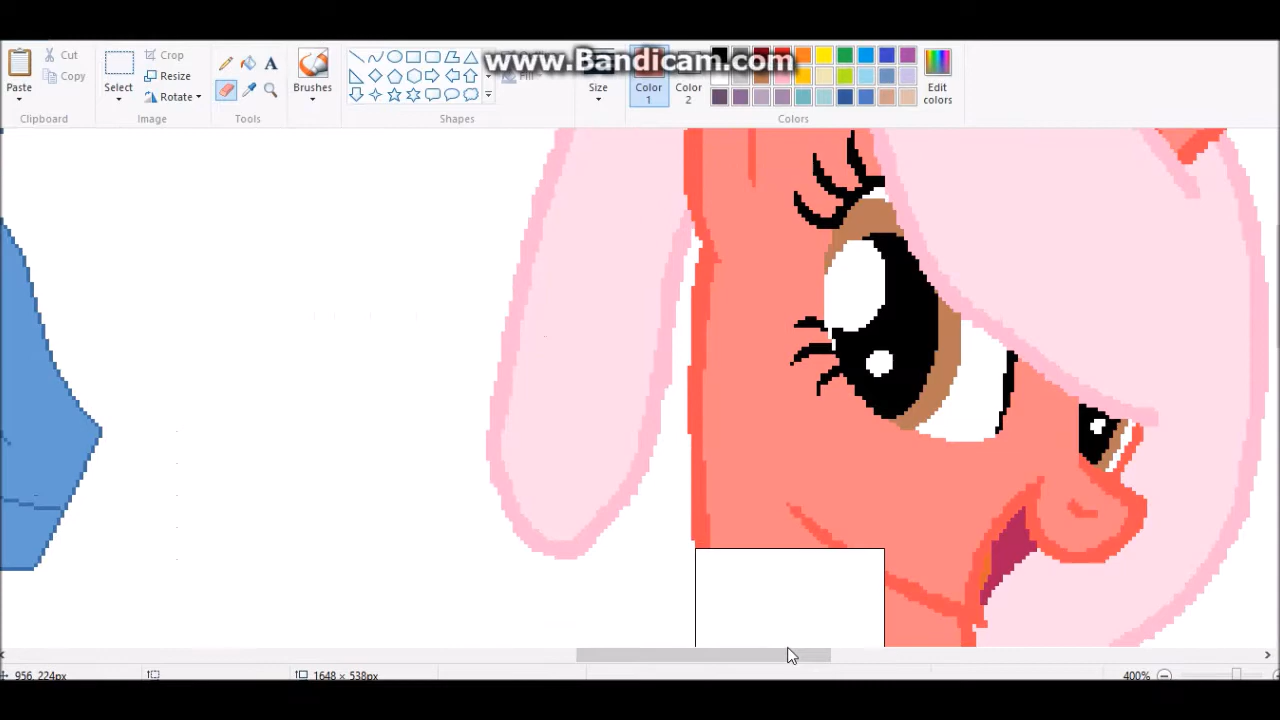 www.Bandicam.com
Cut
Copy
Paste
Clipboard
Select
Crop
Resize
Rotate
Image
A
Tools
Brushes
Shapes
Fill
Size
Color 1
Color 2
Edit colors
Colors
956, 224px
1648 × 538px
400%